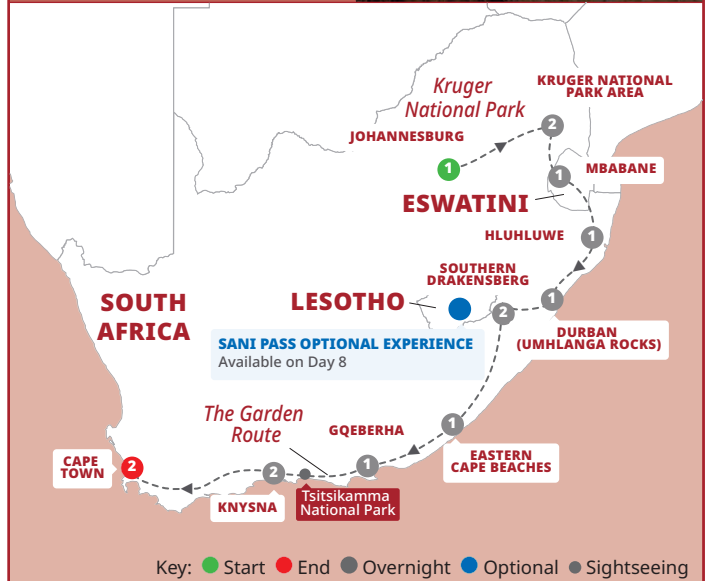 Kruger
National Park
KRUGER NATIONAL
PARK AREA
JOHANNESBURG
2
1
1
MBABANE
ESWATINI
HLUHLUWE
1
SOUTHERN
DRAKENSBERG
SOUTH
AFRICA
LESOTHO
2
1
DURBAN
(UMHLANGA ROCKS)
SANI PASS OPTIONAL EXPERIENCE
Available on Day 8
The Garden
Route
GQEBERHA
1
EASTERN
CAPE BEACHES
CAPE
TOWN
2
2
1
KNYSNA
Tsitsikamma
National Park
Key: Start End Overnight Optional Sightseeing